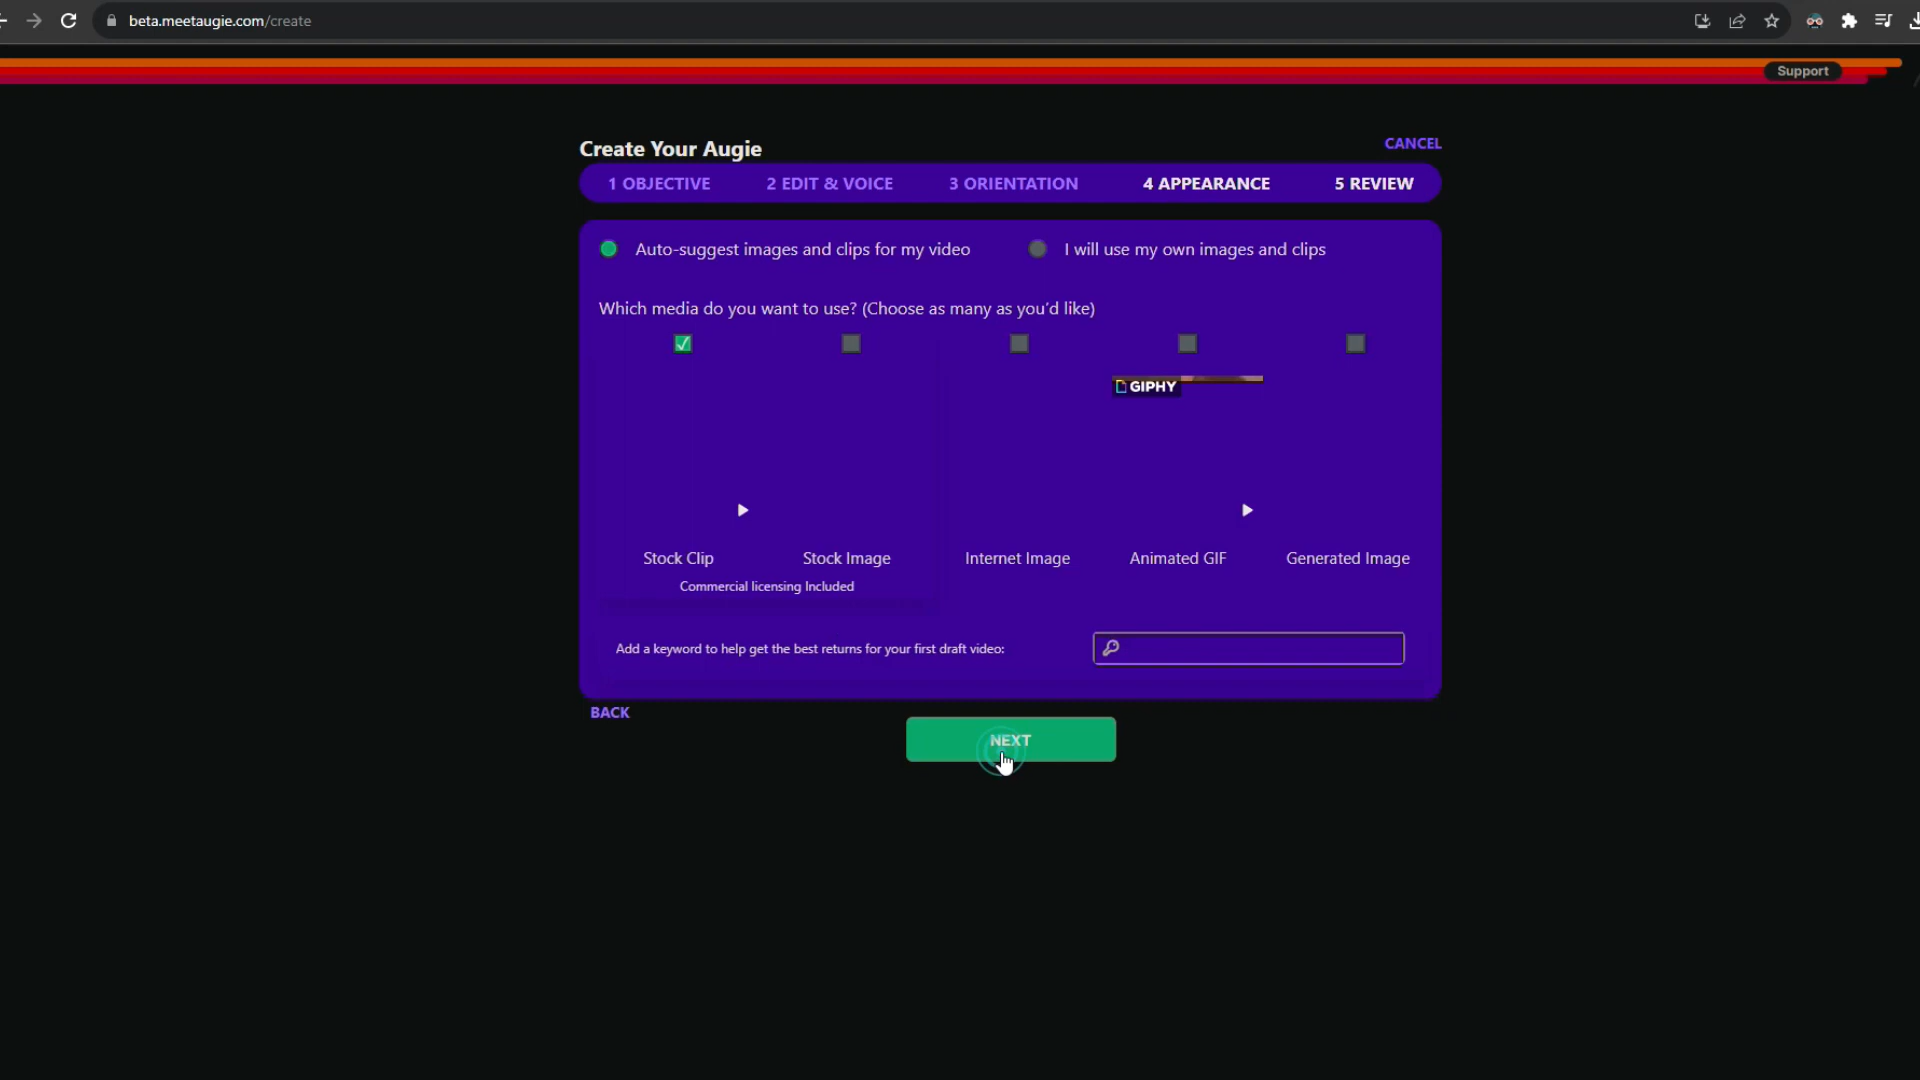 beta.meetaugie.com/create
Support
Create Your Augie
CANCEL
1 OBJECTIVE 2 EDIT & VOICE 3 ORIENTATION 4 APPEARANCE 5 REVIEW
Auto-suggest images and clips for my video I will use my own images and clips
Which media do you want to use? (Choose as many as you'd like)
GIPHY
Stock Clip Stock Image Internet Image Animated GIF Generated Image
Commercial licensing Included
Add a keyword to help get the best returns for your first draft video:
BACK
NEXT